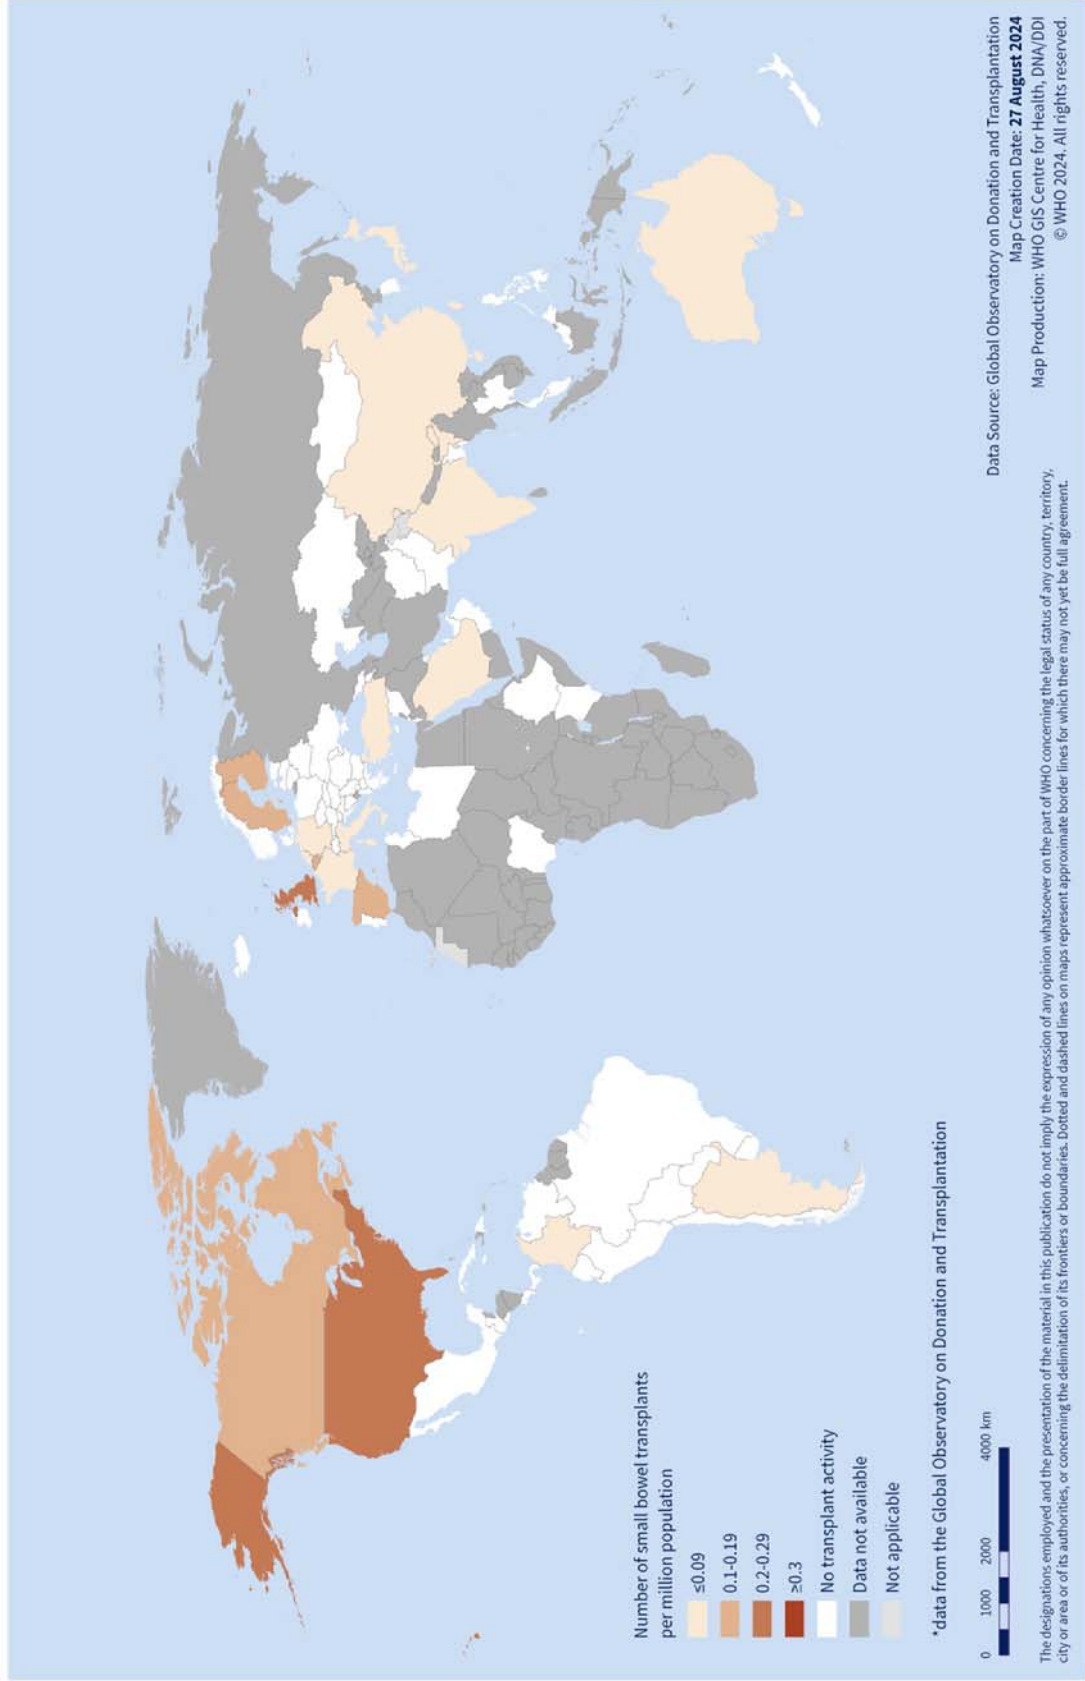 Number of small bowel transplants
per million population
≤0.09
0.1-0.19
0.2-0.29
≥0.3
No transplant activity
Data not available
Not applicable
*data from the Global Observatory on Donation and Transplantation
0 1000 2000 4000 km
Data Source: Global Observatory on Donation and Transplantation
Map Creation Date: 27 August 2024
Map Production: WHO GIS Centre for Health, DNA/DDI
© WHO 2024. All rights reserved.
The designations employed and the presentation of the material in this publication do not imply the expression of any opinion whatsoever on the part of WHO concerning the legal status of any country, territory,
city or area or of its authorities, or concerning the delimitation of its frontiers or boundaries. Dotted and dashed lines on maps represent approximate border lines for which there may not yet be full agreement.